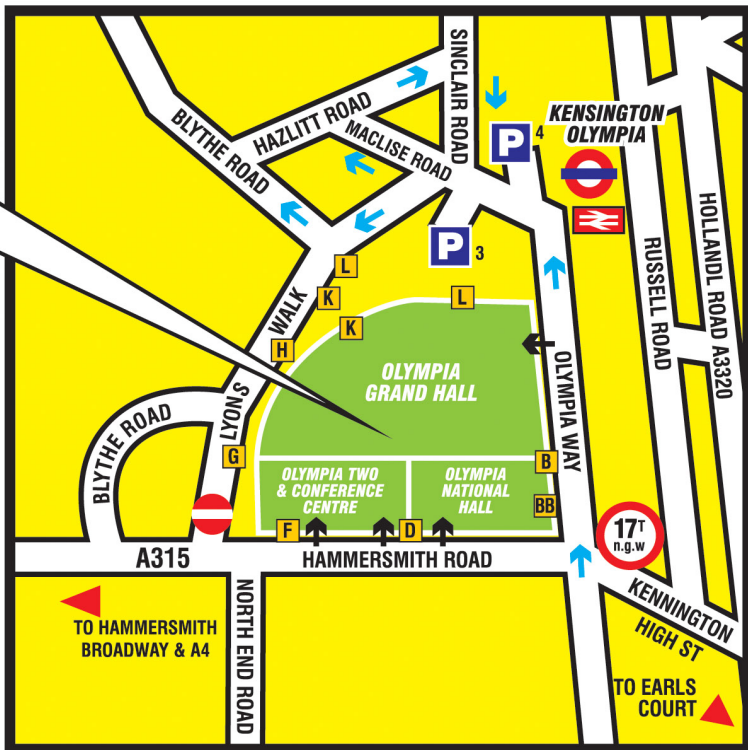 SINCLAIR ROAD
HAZLITT ROAD
MACLISE ROAD
BLYTHE ROAD
P
4
KENSINGTON
OLYMPIA
P
3
HOLLANDL ROAD A3320
RUSSELL ROAD
L
K
L
K
H
LYONS WALK
OLYMPIA
GRAND HALL
OLYMPIA WAY
BLYTHE ROAD
G
OLYMPIA TWO
& CONFERENCE
CENTRE
OLYMPIA
NATIONAL
HALL
B
BB
F
D
17T
n.g.w
A315
HAMMERSMITH ROAD
KENNINGTON
HIGH ST
NORTH END ROAD
TO HAMMERSMITH
BROADWAY & A4
TO EARLS
COURT